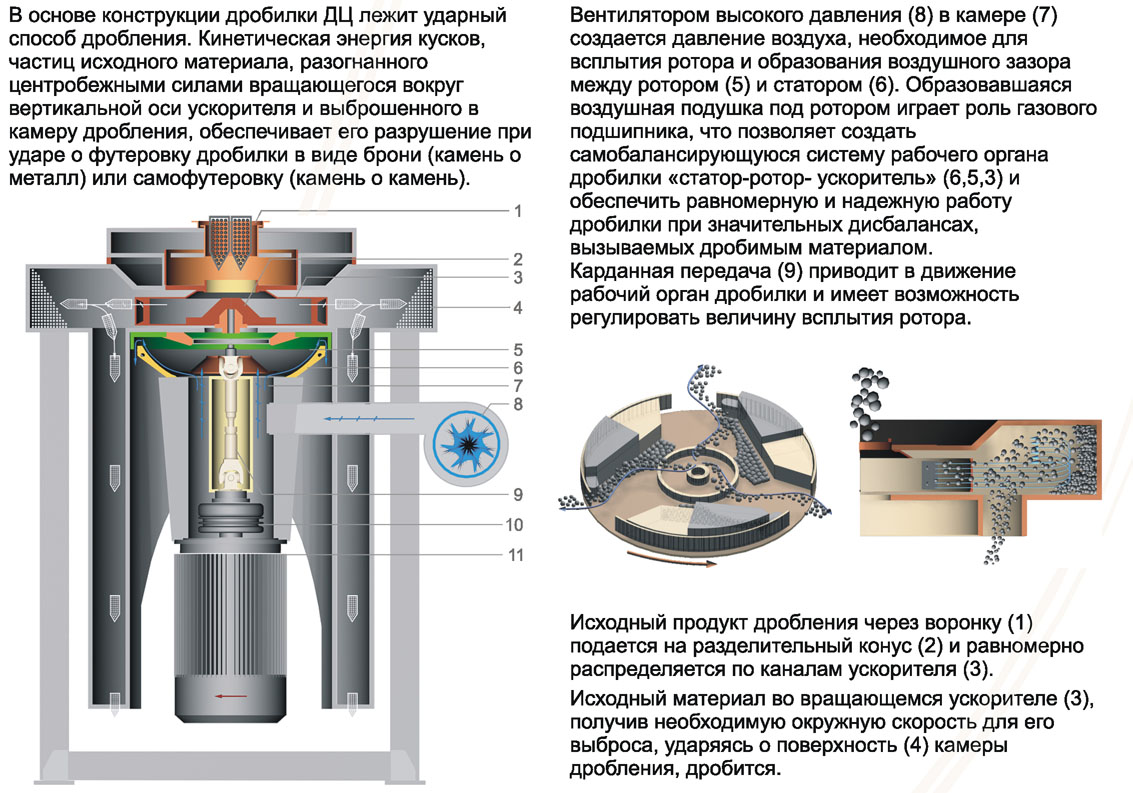 В основе конструкции дробилки ДЦ лежит ударный
способ дробления. Кинетическая энергия кусков,
частиц исходного материала, разогнанного
центробежными силами вращающегося вокруг
вертикальной оси ускорителя и выброшенного в
камеру дробления, обеспечивает его разрушение при
ударе о футеровку дробилки в виде брони (камень о
металл) или самофутеровку (камень о камень).
1
2
3
4
5
6
7
8
9
10
11
Вентилятором высокого давления (8) в камере (7)
создается давление воздуха, необходимое для
всплытия ротора и образования воздушного зазора
между ротором (5) и статором (6). Образовавшаяся
воздушная подушка под ротором играет роль газового
подшипника, что позволяет создать
самобалансирующуюся систему рабочего органа
дробилки «статор-ротор- ускоритель» (6,5,3) и
обеспечить равномерную и надежную работу
дробилки при значительных дисбалансах,
вызываемых дробимым материалом.
Карданная передача (9) приводит в движение
рабочий орган дробилки и имеет возможность
регулировать величину всплытия ротора.
Исходный продукт дробления через воронку (1)
подается на разделительный конус (2) и равномерно
распределяется по каналам ускорителя (3).
Исходный материал во вращающемся ускорителе (3),
получив необходимую окружную скорость для его
выброса, ударяясь о поверхность (4) камеры
дробления, дробится.